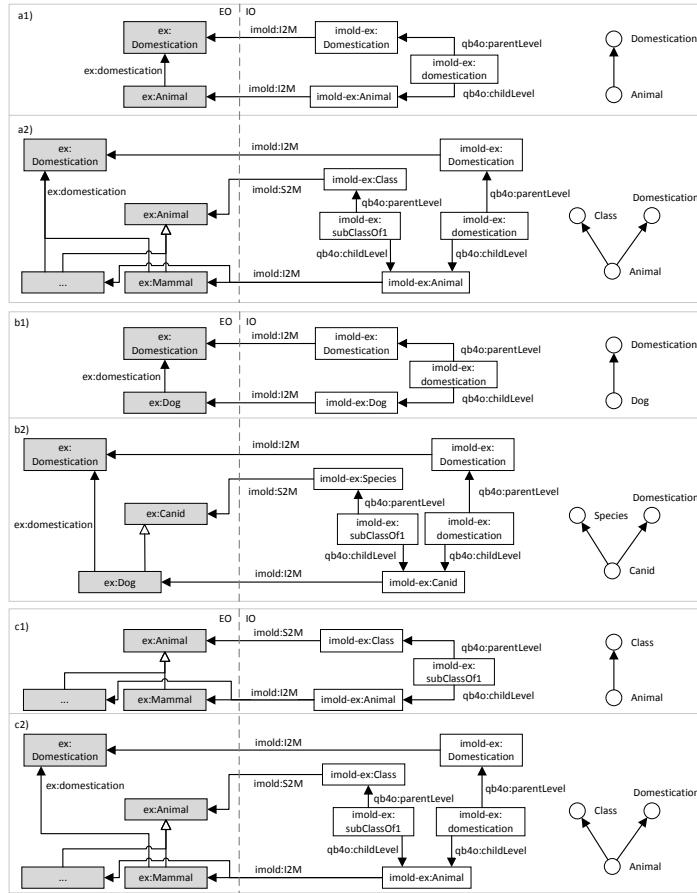 a1)
EO
IO
ex:
Domestication
imold:I2M
imold-ex:
Domestication
qb4o:parentLevel
ex:domestication
imold-ex:
domestication
ex:Animal
imold:I2M
imold-ex:Animal
qb4o:childLevel
Domestication
Animal
a2)
ex:
Domestication
imold:I2M
imold-ex:
Domestication
ex:domestication
imold:S2M
imold-ex:Class
qb4o:parentLevel
qb4o:parentLevel
ex:Animal
imold-ex:
subClassOf1
imold-ex:
domestication
qb4o:childLevel
qb4o:childLevel
...
ex:Mammal
imold:I2M
imold-ex:Animal
Class
Domestication
Animal
b1)
EO
IO
ex:
Domestication
imold:I2M
imold-ex:
Domestication
qb4o:parentLevel
ex:domestication
imold-ex:
domestication
ex:Dog
imold:I2M
imold-ex:Dog
qb4o:childLevel
Domestication
Dog
b2)
ex:
Domestication
imold:I2M
imold-ex:
Domestication
imold-ex:Species
imold:S2M
qb4o:parentLevel
qb4o:parentLevel
ex:domestication
ex:Canid
imold-ex:
subClassOf1
imold-ex:
domestication
qb4o:childLevel
qb4o:childLevel
ex:Dog
imold:I2M
imold-ex:Canid
Species
Domestication
Canid
c1)
EO
IO
ex:Animal
imold:S2M
imold-ex:Class
qb4o:parentLevel
imold-ex:
subClassOf1
...
ex:Mammal
imold:I2M
imold-ex:Animal
qb4o:childLevel
Class
Animal
c2)
ex:
Domestication
imold:I2M
imold-ex:
Domestication
ex:domestication
imold:S2M
imold-ex:Class
qb4o:parentLevel
qb4o:parentLevel
ex:Animal
imold-ex:
subClassOf1
imold-ex:
domestication
qb4o:childLevel
qb4o:childLevel
...
ex:Mammal
imold:I2M
imold-ex:Animal
Class
Domestication
Animal